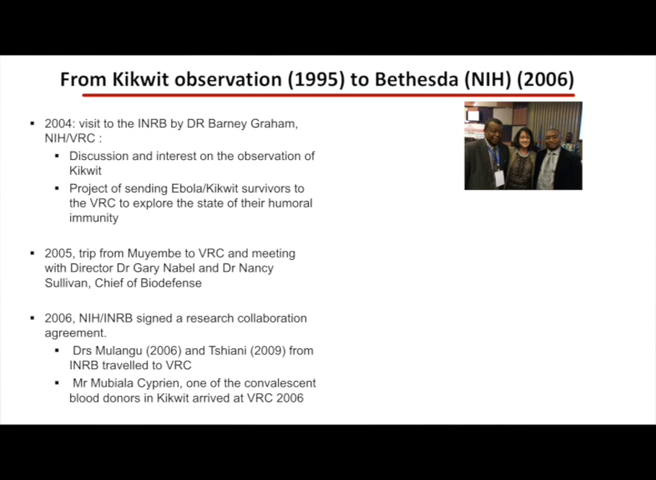 From Kikwit observation (1995) to Bethesda (NIH) (2006)
▪ 2004: visit to the INRB by DR Barney Graham,
NIH/VRC :
▪ Discussion and interest on the observation of
Kikwit
▪ Project of sending Ebola/Kikwit survivors to
the VRC to explore the state of their humoral
immunity
▪ 2005, trip from Muyembe to VRC and meeting
with Director Dr Gary Nabel and Dr Nancy
Sullivan, Chief of Biodefense
▪ 2006, NIH/INRB signed a research collaboration
agreement.
▪ Drs Mulangu (2006) and Tshiani (2009) from
INRB travelled to VRC
▪ Mr Mubiala Cyprien, one of the convalescent
blood donors in Kikwit arrived at VRC 2006